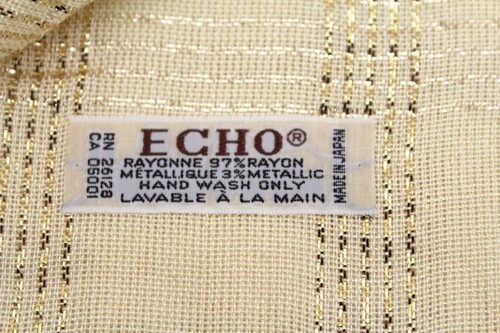 ECHO®
RAYONNE 97% RAYON
MÉTALLIQUE 3% METALLIC
HAND WASH ONLY
LAVABLE À LA MAIN
RN 26128
CA 05001
MADE IN JAPAN